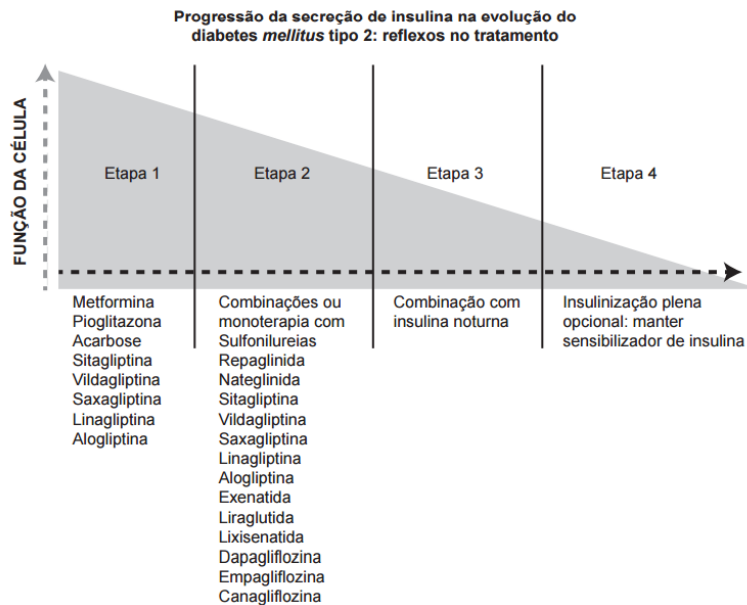 Progressão da secreção de insulina na evolução do
diabetes mellitus tipo 2: reflexos no tratamento
FUNÇÃO DA CÉLULA
Etapa 1
Etapa 2
Etapa 3
Etapa 4
Metformina
Pioglitazona
Acarbose
Sitagliptina
Vildagliptina
Saxagliptina
Linagliptina
Alogliptina
Combinações ou
monoterapia com
Sulfonilureias
Repaglinida
Nateglinida
Sitagliptina
Vildagliptina
Saxagliptina
Linagliptina
Alogliptina
Exenatida
Liraglutida
Lixisenatida
Dapagliflozina
Empagliflozina
Canagliflozina
Combinação com
insulina noturna
Insulinização plena
opcional: manter
sensibilizador de insulina